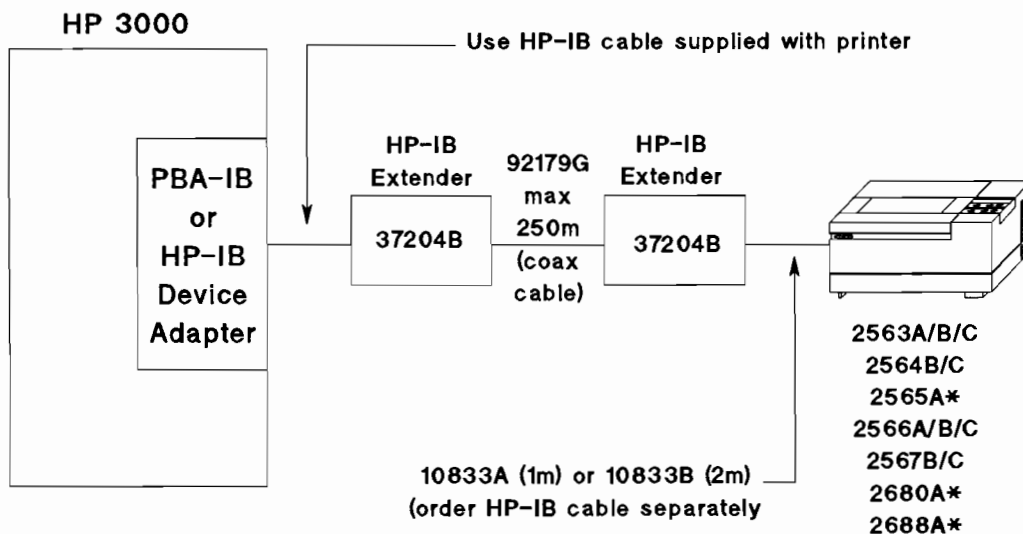 HP 3000
Use HP-IB cable supplied with printer
PBA-IB
or
HP-IB
Device
Adapter
HP-IB
Extender
37204B
92179G
max
250m
(coax
cable)
HP-IB
Extender
37204B
2563A/B/C
2564B/C
2565A*
2566A/B/C
2567B/C
2680A*
2688A*
10833A (1m) or 10833B (2m)
(order HP-IB cable separately